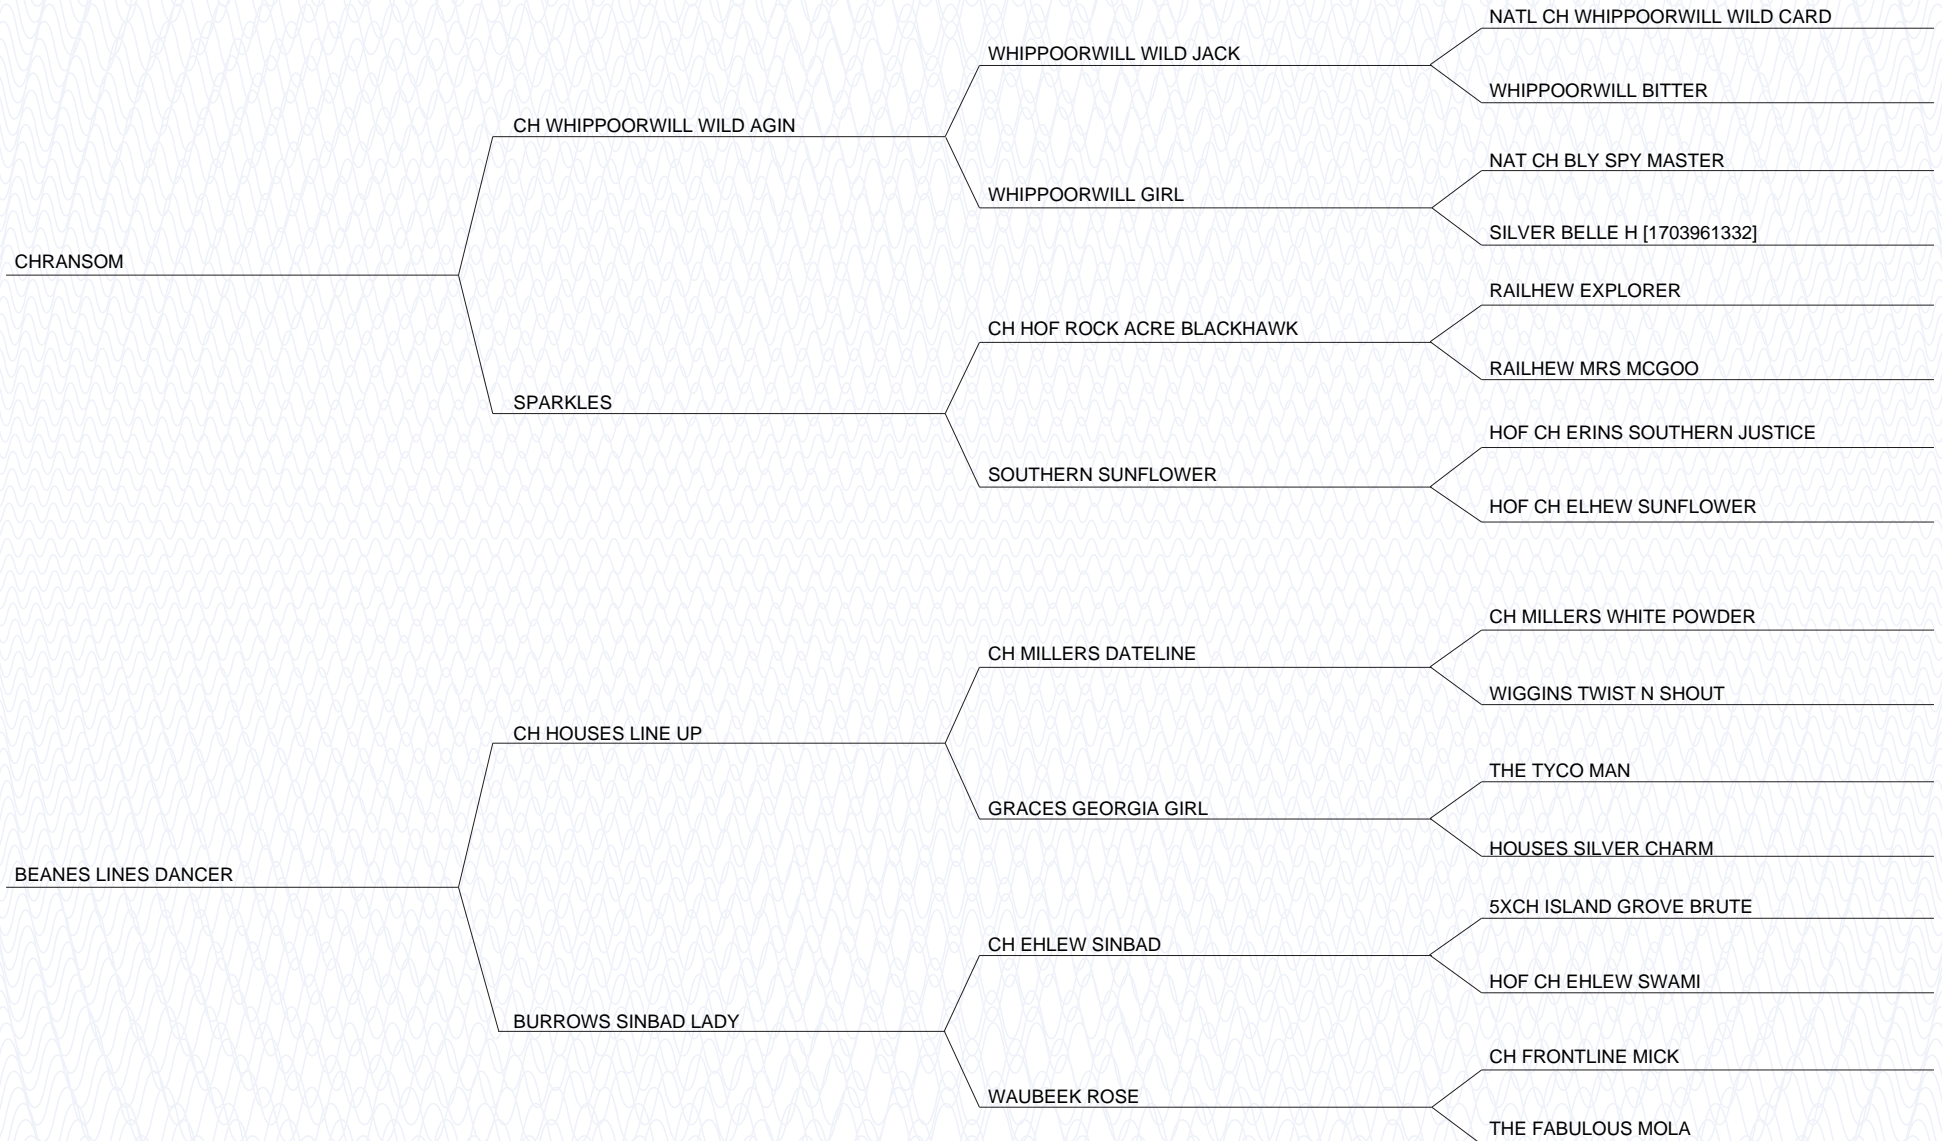 NATL CH WHIPPOORWILL WILD CARD
WHIPPOORWILL WILD JACK
WHIPPOORWILL BITTER
CH WHIPPOORWILL WILD AGIN
NAT CH BLY SPY MASTER
WHIPPOORWILL GIRL
SILVER BELLE H [1703961332]
CHRANSOM
RAILHEW EXPLORER
CH HOF ROCK ACRE BLACKHAWK
RAILHEW MRS MCGOO
SPARKLES
HOF CH ERINS SOUTHERN JUSTICE
SOUTHERN SUNFLOWER
HOF CH ELHEW SUNFLOWER
CH MILLERS WHITE POWDER
CH MILLERS DATELINE
WIGGINS TWIST N SHOUT
CH HOUSES LINE UP
THE TYCO MAN
GRACES GEORGIA GIRL
HOUSES SILVER CHARM
BEANES LINES DANCER
5XCH ISLAND GROVE BRUTE
CH EHLEW SINBAD
HOF CH EHLEW SWAMI
BURROWS SINBAD LADY
CH FRONTLINE MICK
WAUBEEK ROSE
THE FABULOUS MOLA